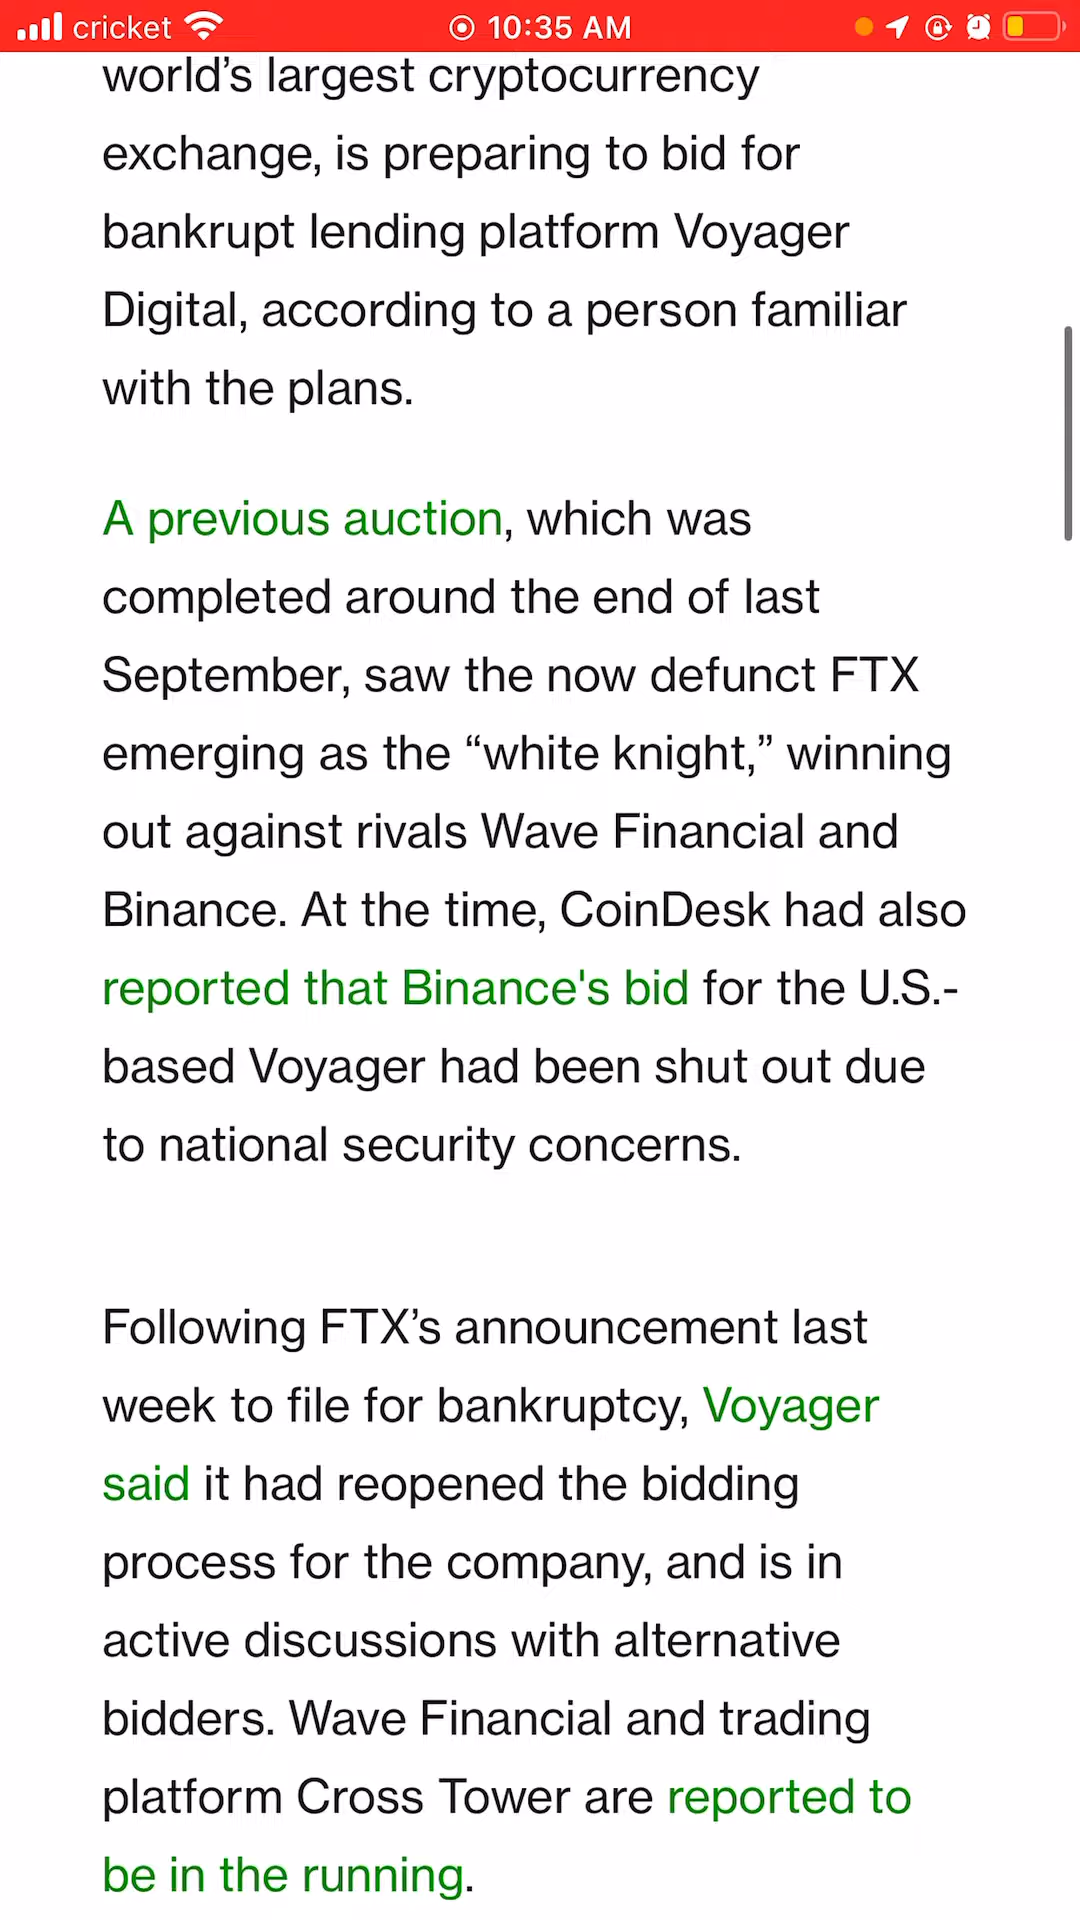 cricket 10:35 AM
world’s largest cryptocurrency
exchange, is preparing to bid for
bankrupt lending platform Voyager
Digital, according to a person familiar
with the plans.
A previous auction, which was
completed around the end of last
September, saw the now defunct FTX
emerging as the “white knight,” winning
out against rivals Wave Financial and
Binance. At the time, CoinDesk had also
reported that Binance's bid for the U.S.-
based Voyager had been shut out due
to national security concerns.
Following FTX’s announcement last
week to file for bankruptcy, Voyager
said it had reopened the bidding
process for the company, and is in
active discussions with alternative
bidders. Wave Financial and trading
platform Cross Tower are reported to
be in the running.